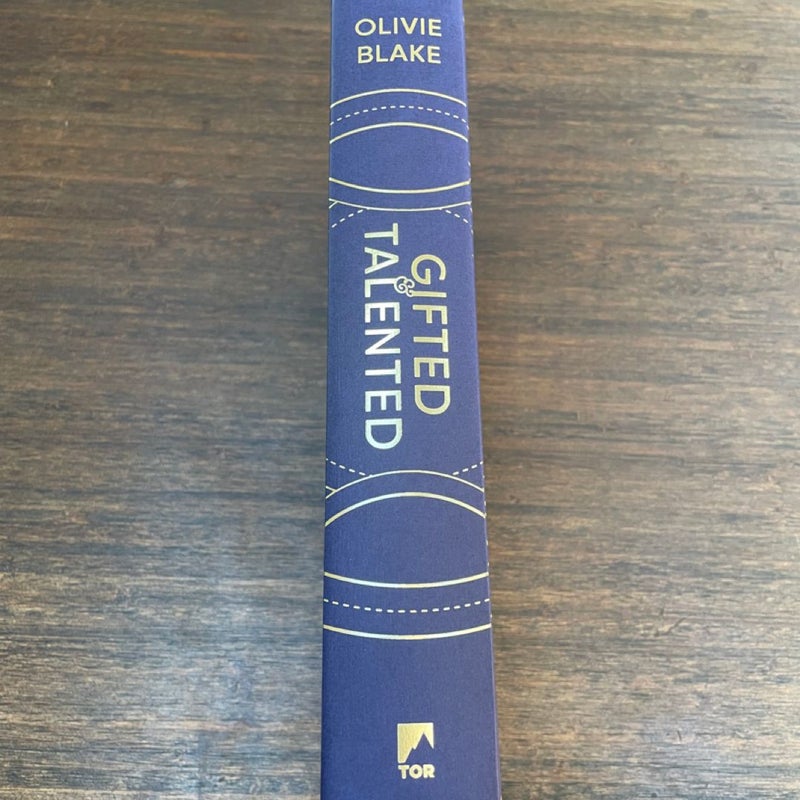 OLIVIE
BLAKE
GIFTED
&
TALENTED
TOR